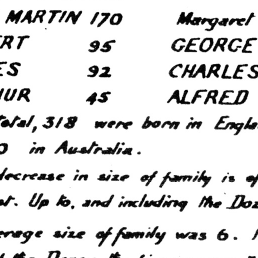 MARTIN 170 Margaret
ERT 95 GEORGE
ES 92 CHARLES
HUR 45 ALFRED
total, 318 were born in Engla
0 in Australia.
decrease in size of family is of
st. Up to, and including the Doz
erage size of family was 6.